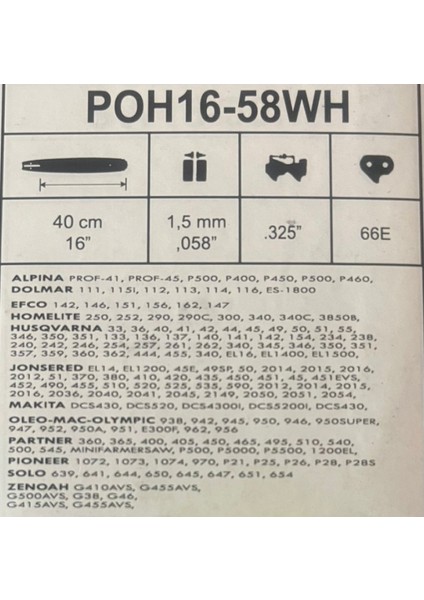 POH16-58WH
40 cm 1,5 mm .325” 66E
16” ,058”
ALPINA PROF-41, PROF-45, P500, P400, P450, P500, P460,
DOLMAR 111, 115I, 112, 113, 114, 116, ES-1800
EFCO 142, 146, 151, 156, 162, 147
HOMELITE 250, 252, 290, 290C, 300, 340, 340C, 3850B,
HUSQVARNA 33, 36, 40, 41, 42, 44, 45, 49, 50, 51, 55,
346, 350, 351, 133, 136, 137, 140, 141, 142, 154, 234, 238,
240, 242, 246, 254, 257, 261, 262, 340, 345, 346, 350, 351,
357, 359, 360, 362, 444, 455, 340, EL16, EL1400, EL1500,
JONSERED EL14, EL1200, 45E, 49SP, 50, 2014, 2015, 2016,
2012, 51, 370, 380, 410, 420, 435, 450, 451, 45, 451EVS,
452, 490, 455, 510, 520, 525, 535, 590, 2012, 2014, 2015,
2016, 2036, 2040, 2041, 2045, 2149, 2050, 2051, 2054,
MAKITA DCS430, DCS520, DCS4300I, DCS5200I, DCS430,
OLEO-MAC-OLYMPIC 938, 942, 945, 950, 946, 950SUPER,
947, 952, 950A, 951, E300F, 962, 956
PARTNER 360, 365, 400, 405, 450, 465, 495, 510, 540,
500, 545, MINIFARMERSAW, P500, P5000, P5500, 1200EL,
PIONEER 1072, 1073, 1074, 970, P21, P25, P26, P28, P28S
SOLO 639, 641, 644, 654, 635, 645, 647, 651, 654
ZENOAH G410AVS, G455AVS,
G500AVS, G38, G46,
G415AVS, G455AVS,